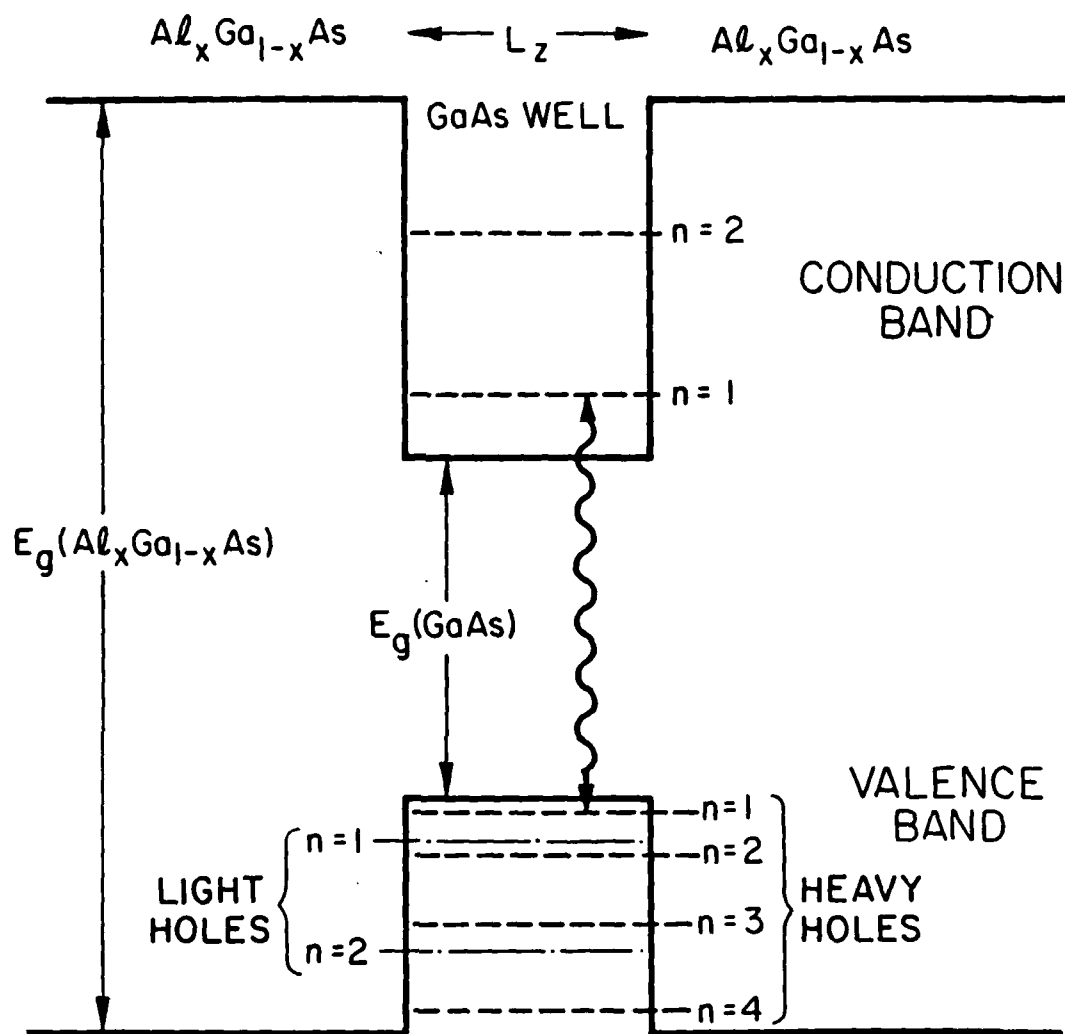 AlxGa1-xAs Lz AlxGa1-xAs
GaAs WELL
n=2
CONDUCTION
BAND
n=1
Eg(AlxGa1-xAs)
Eg(GaAs)
VALENCE
BAND
n=1
n=1
n=2
LIGHT
HOLES
HEAVY
HOLES
n=3
n=2
n=4